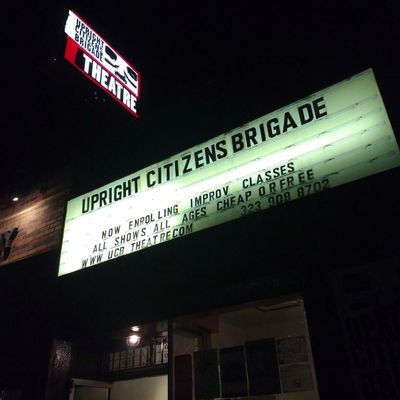 UPRIGHT
CITIZENS
BRIGADE
THEATRE
UPRIGHT CITIZENS BRIGADE
NOW ENROLLING IMPROV CLASSES
ALL SHOWS ALL AGES CHEAP OR FREE
WWW UCB THEATRE COM 323 908 8702